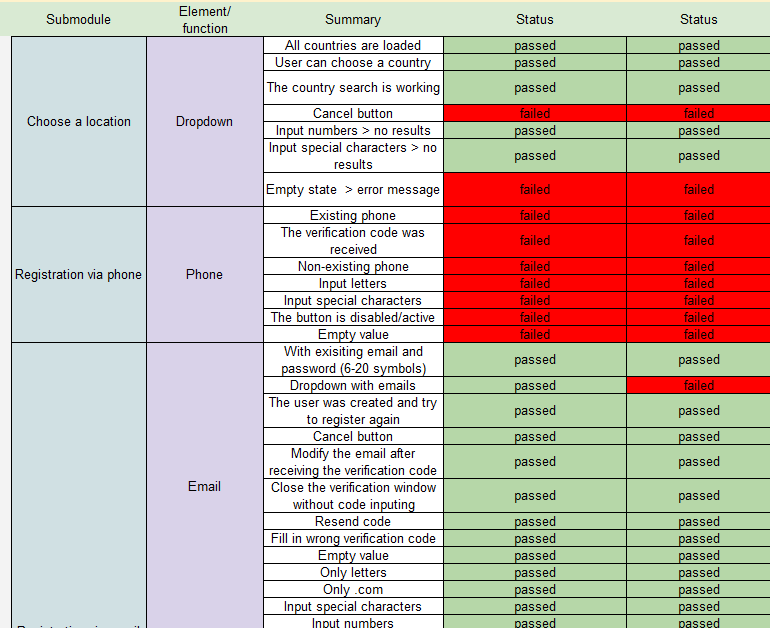 Submodule Element/ function Summary Status Status
All countries are loaded passed passed
User can choose a country passed passed
The country search is working passed passed
Choose a location Dropdown
Cancel button failed failed
Input numbers > no results passed passed
Input special characters > no
results passed passed
Empty state > error message failed failed
Existing phone failed failed
The verification code was
received failed failed
Non-existing phone failed failed
Registration via phone Phone
Input letters failed failed
Input special characters failed failed
The button is disabled/active failed failed
Empty value failed failed
With exisiting email and
password (6-20 symbols) passed passed
Dropdown with emails passed failed
The user was created and try
to register again passed passed
Cancel button passed passed
Modify the email after
receiving the verification code passed passed
Email
Close the verification window
without code inputing passed passed
Resend code passed passed
Fill in wrong verification code passed passed
Empty value passed passed
Only letters passed passed
Only .com passed passed
Input special characters passed passed
Input numbers passed passed